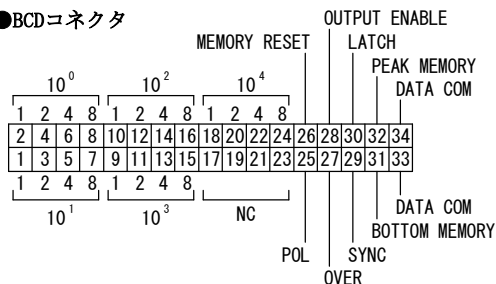 ●BCDコネクタ
OUTPUT ENABLE
MEMORY RESET LATCH
PEAK MEMORY
10⁰ 10² 10⁴ DATA COM
1 2 4 8 1 2 4 8 1 2 4 8
2 4 6 8 10 12 14 16 18 20 22 24 26 28 30 32 34
1 3 5 7 9 11 13 15 17 19 21 23 25 27 29 31 33
1 2 4 8 1 2 4 8
10¹ 10³ NC DATA COM
BOTTOM MEMORY
POL SYNC
OVER